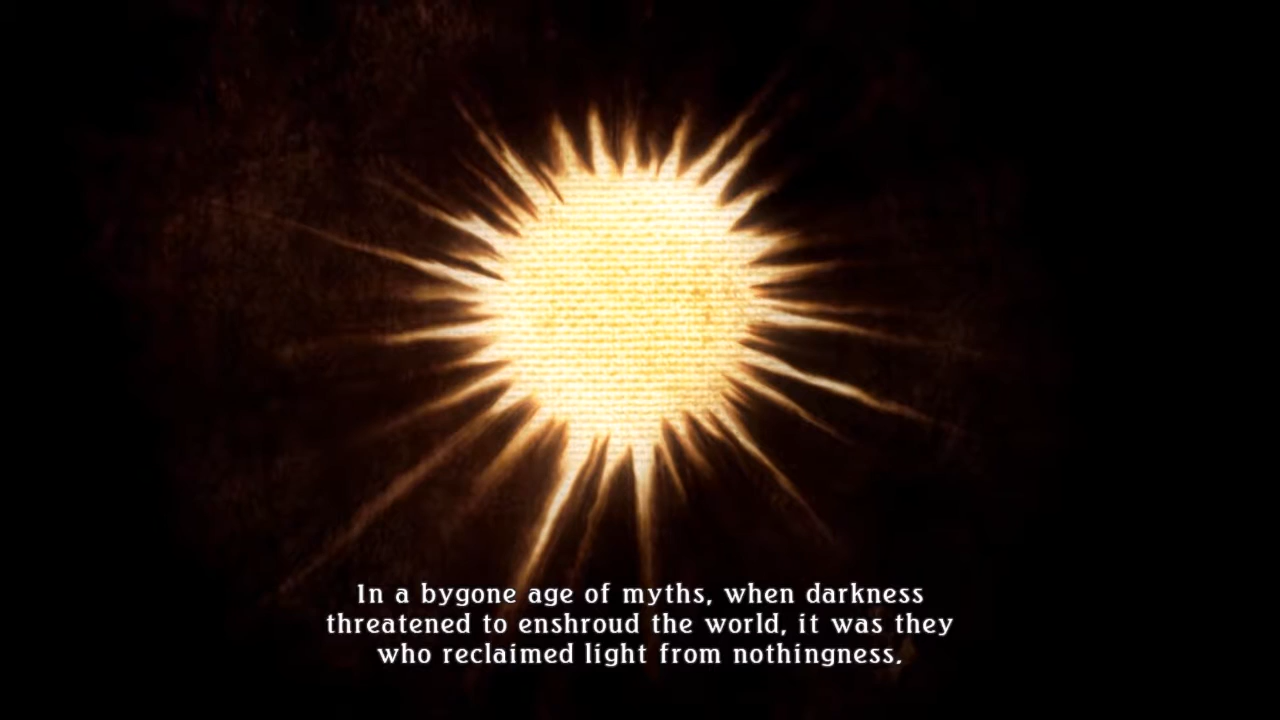 In a bygone age of myths, when darkness
threatened to enshroud the world, it was they
who reclaimed light from nothingness.